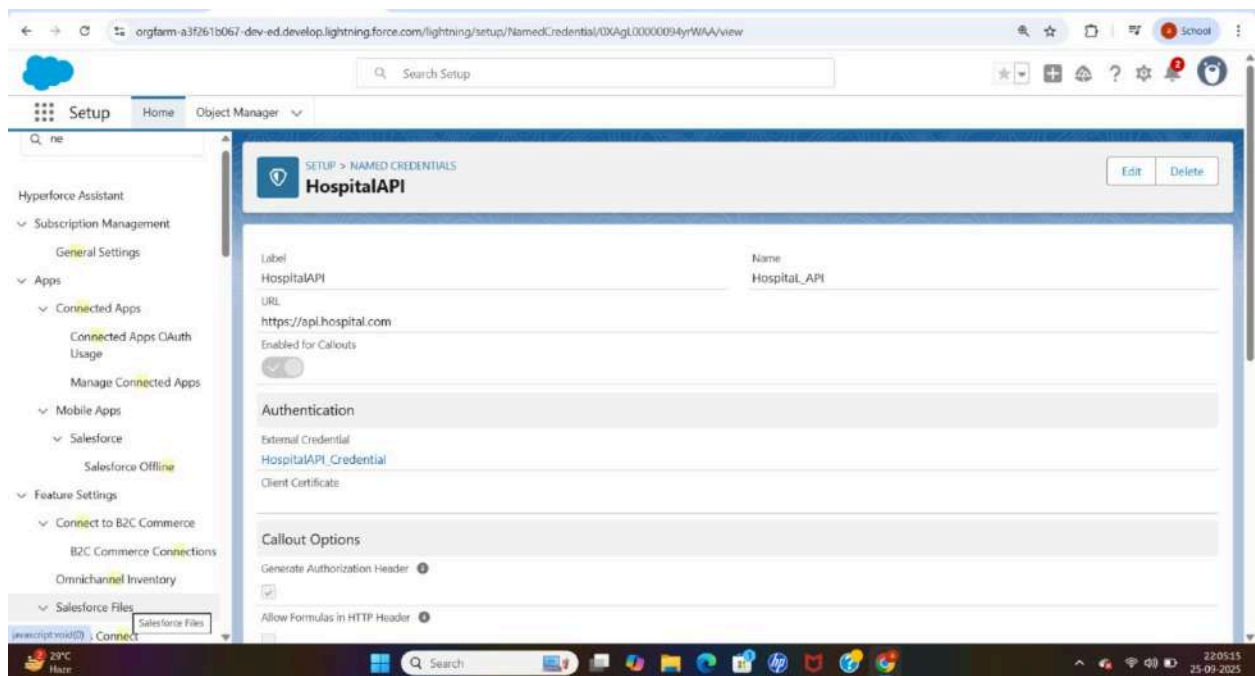 orgfarm-a3f261b067-dev-ed.develop.lightning.force.com/lightning/setup/NamedCredential/0XAgL00000094yrWAA/view
School
Search Setup
2
Setup
Home
Object Manager
ne
Hyperforce Assistant
Subscription Management
General Settings
Apps
Connected Apps
Connected Apps OAuth
Usage
Manage Connected Apps
Mobile Apps
Salesforce
Salesforce Offline
Feature Settings
Connect to B2C Commerce
B2C Commerce Connections
Omnichannel Inventory
Salesforce Files
Salesforce Files
javascript:void(0)
Connect
SETUP > NAMED CREDENTIALS
HospitalAPI
Edit
Delete
Label
HospitalAPI
Name
HospitaL_API
URL
https://api.hospital.com
Enabled for Callouts
Authentication
External Credential
HospitalAPI_Credential
Client Certificate
Callout Options
Generate Authorization Header
Allow Formulas in HTTP Header
29°C
Haze
Search
22:05:15
25-09-2025